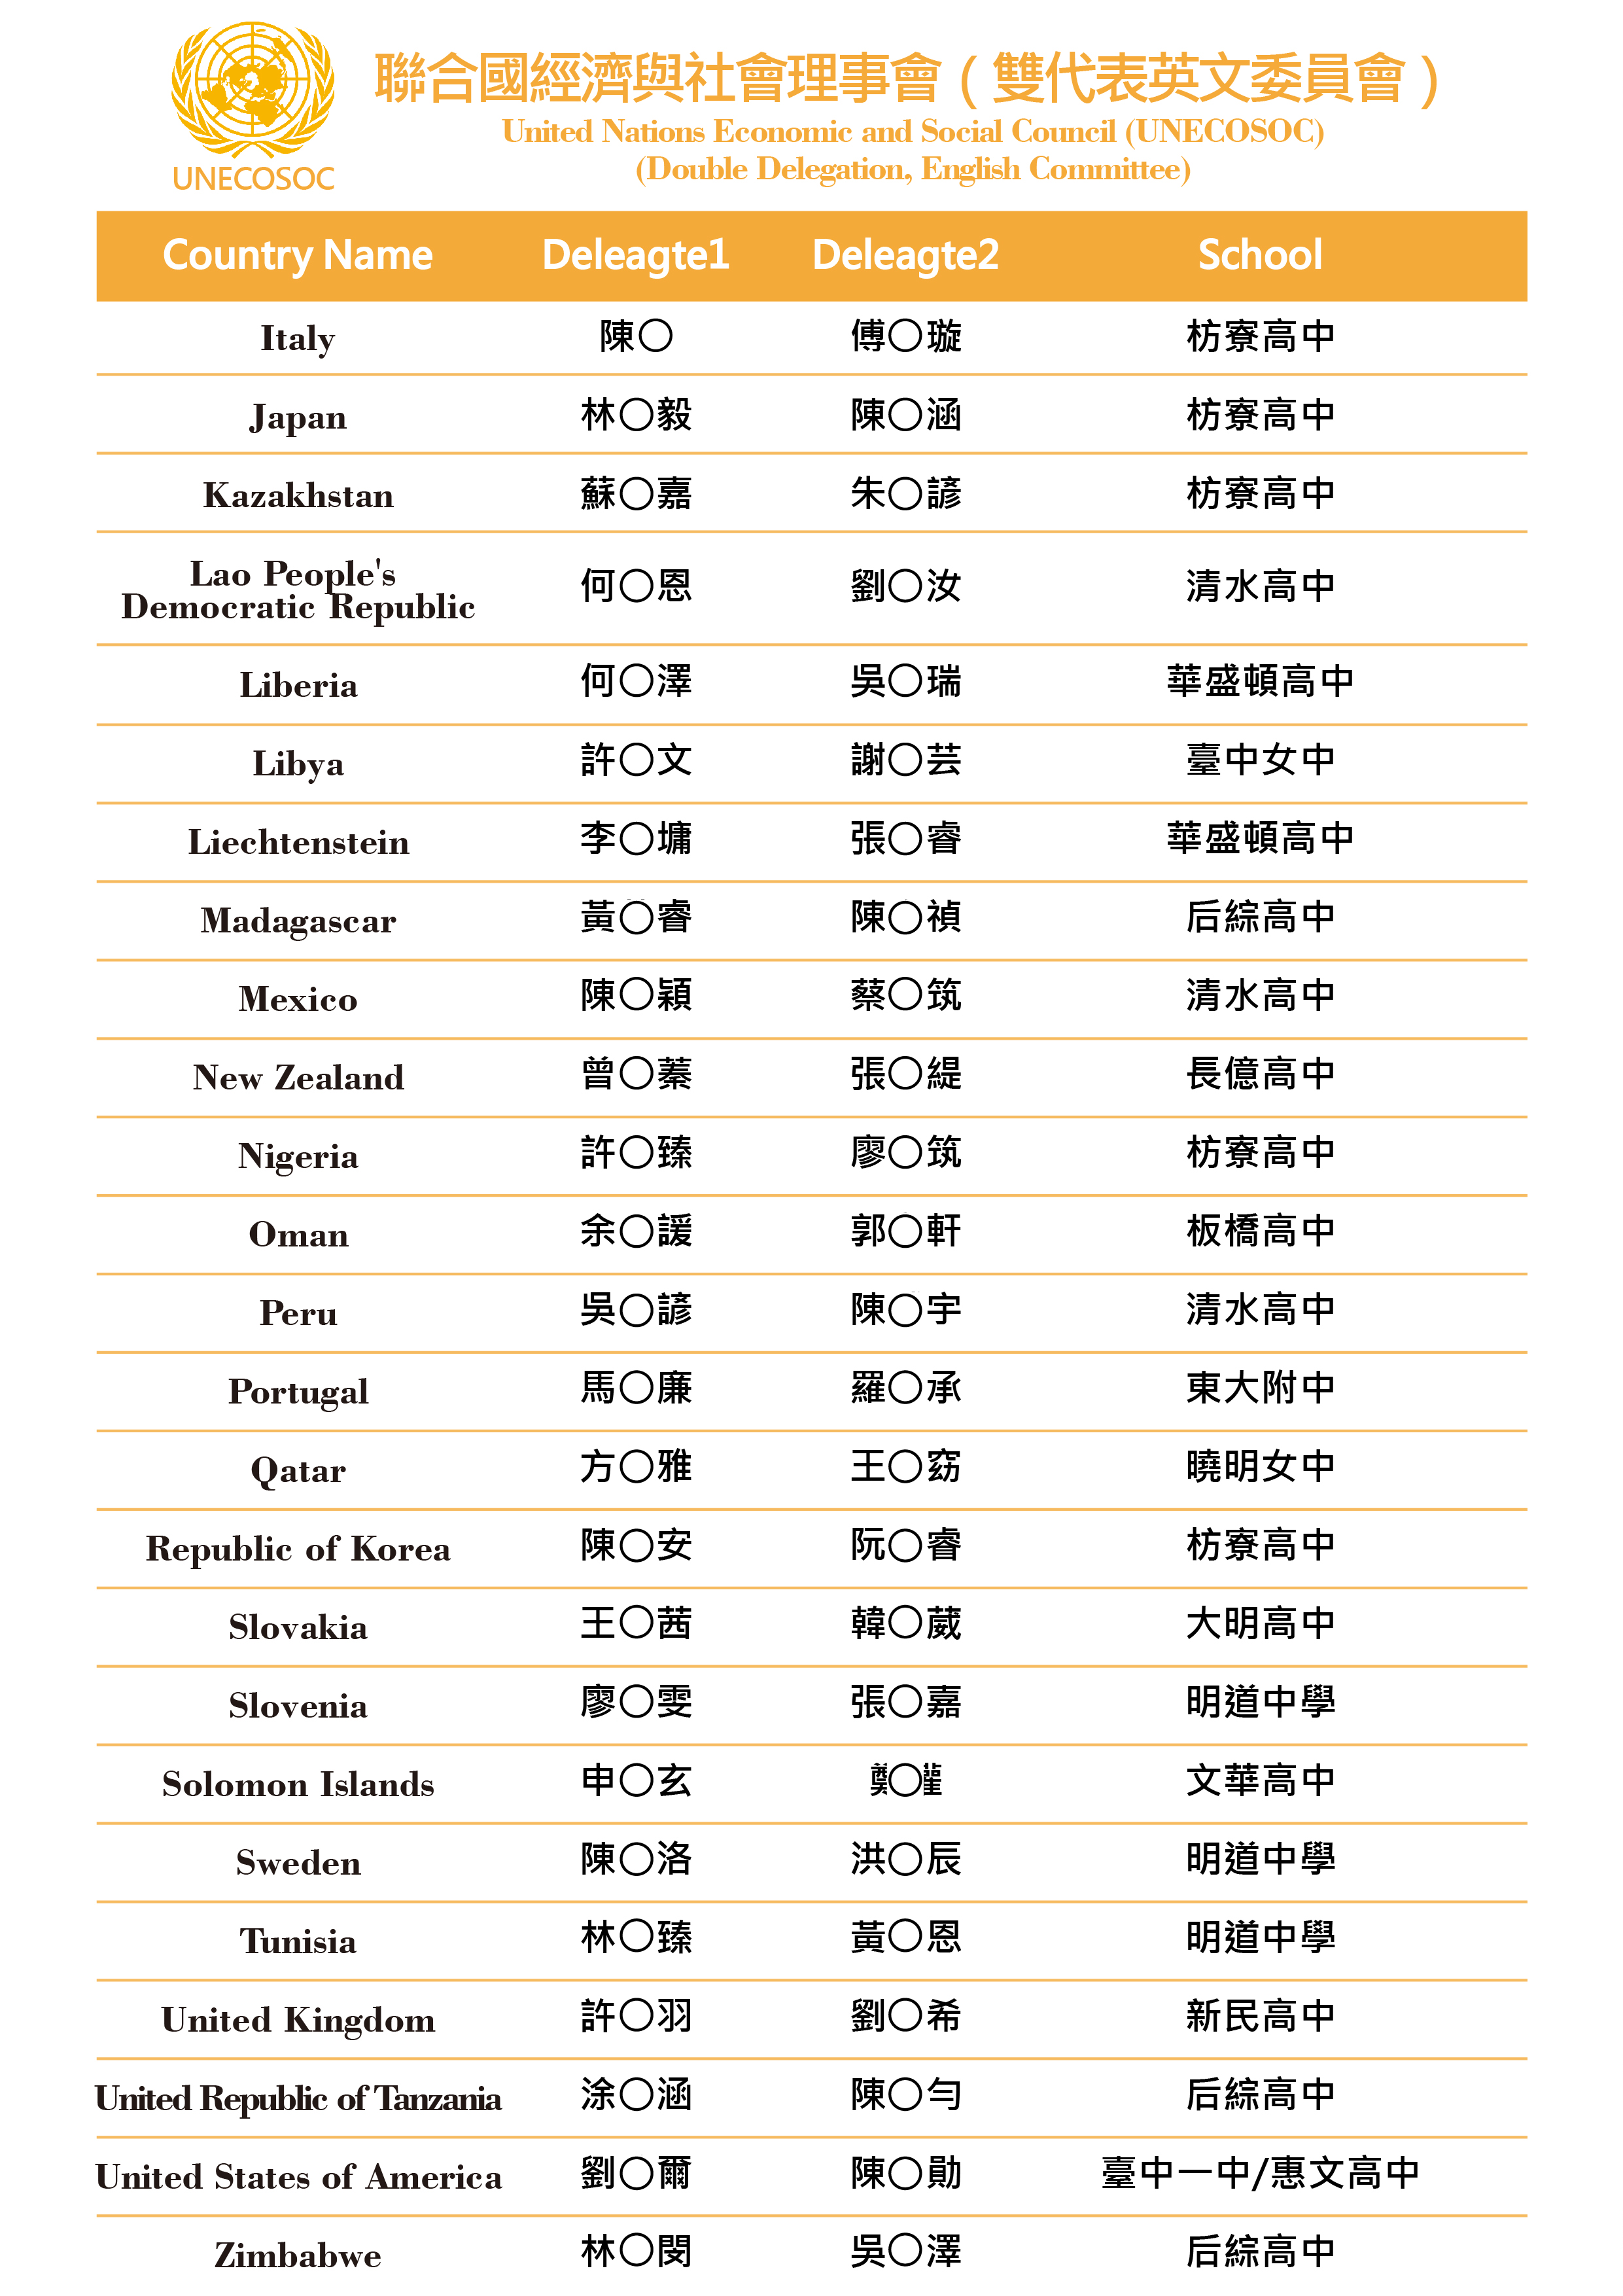 聯合國經濟與社會理事會（雙代表英文委員會）
United Nations Economic and Social Council (UNECOSOC)
(Double Delegation, English Committee)
UNECOSOC
Country Name Deleagte1 Deleagte2 School
Italy 陳〇 傅〇璇 枋寮高中
Japan 林〇毅 陳〇涵 枋寮高中
Kazakhstan 蘇〇嘉 朱〇諺 枋寮高中
Lao People's
Democratic Republic 何〇恩 劉〇汝 清水高中
Liberia 何〇澤 吳〇瑞 華盛頓高中
Libya 許〇文 謝〇芸 臺中女中
Liechtenstein 李〇墉 張〇睿 華盛頓高中
Madagascar 黃〇睿 陳〇禎 后綜高中
Mexico 陳〇穎 蔡〇筑 清水高中
New Zealand 曾〇蓁 張〇緹 長億高中
Nigeria 許〇臻 廖〇筑 枋寮高中
Oman 余〇諼 郭〇軒 板橋高中
Peru 吳〇諺 陳〇宇 清水高中
Portugal 馬〇廉 羅〇承 東大附中
Qatar 方〇雅 王〇窈 曉明女中
Republic of Korea 陳〇安 阮〇睿 枋寮高中
Slovakia 王〇茜 韓〇葳 大明高中
Slovenia 廖〇雯 張〇嘉 明道中學
Solomon Islands 申〇玄 鄭〇 文華高中
Sweden 陳〇洛 洪〇辰 明道中學
Tunisia 林〇臻 黃〇恩 明道中學
United Kingdom 許〇羽 劉〇希 新民高中
United Republic of Tanzania 涂〇涵 陳〇勻 后綜高中
United States of America 劉〇爾 陳〇勛 臺中一中/惠文高中
Zimbabwe 林〇閔 吳〇澤 后綜高中